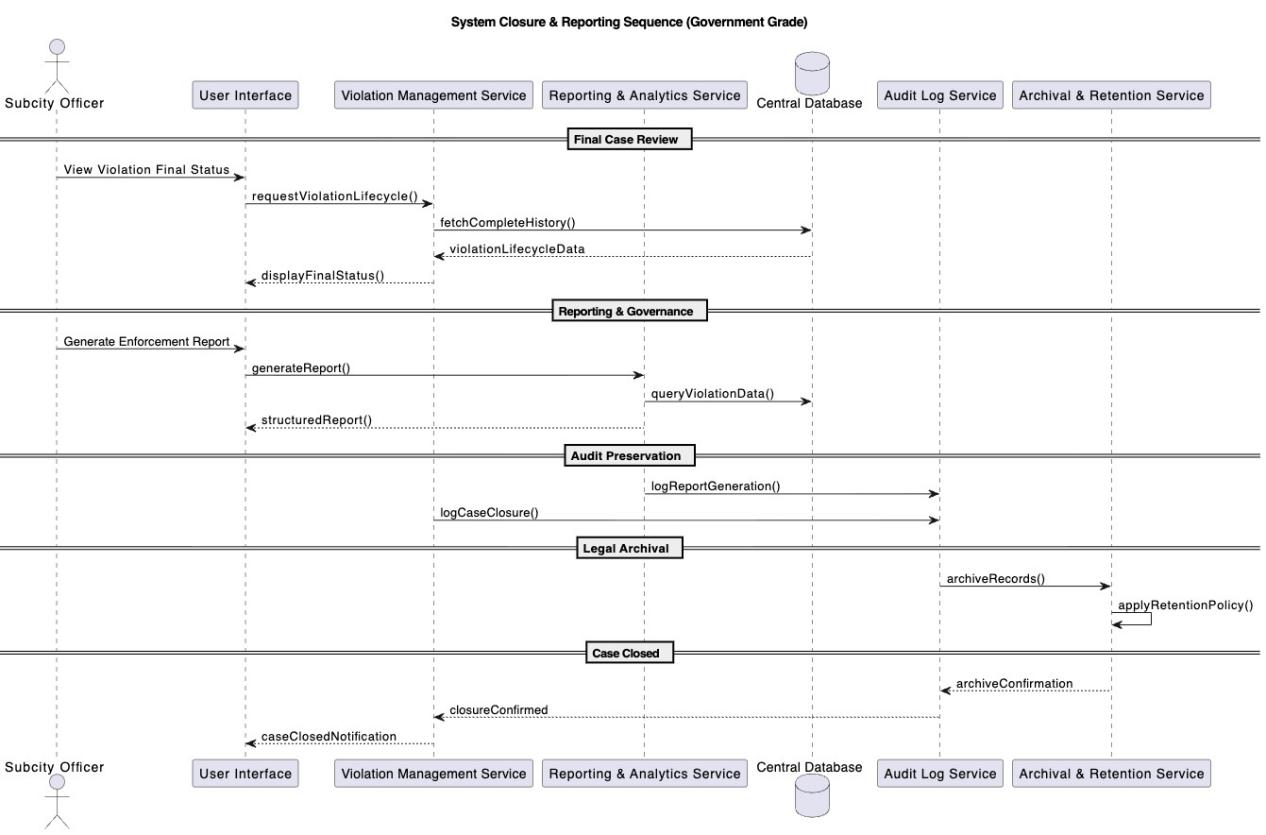 System Closure & Reporting Sequence (Government Grade)
Subcity Officer
User Interface
Violation Management Service
Reporting & Analytics Service
Central Database
Audit Log Service
Archival & Retention Service
Final Case Review
View Violation Final Status
requestViolationLifecycle()
fetchCompleteHistory()
violationLifecycleData
displayFinalStatus()
Reporting & Governance
Generate Enforcement Report
generateReport()
queryViolationData()
structuredReport()
Audit Preservation
logReportGeneration()
logCaseClosure()
Legal Archival
archiveRecords()
applyRetentionPolicy()
Case Closed
archiveConfirmation
closureConfirmed
caseClosedNotification
Subcity Officer
User Interface
Violation Management Service
Reporting & Analytics Service
Central Database
Audit Log Service
Archival & Retention Service